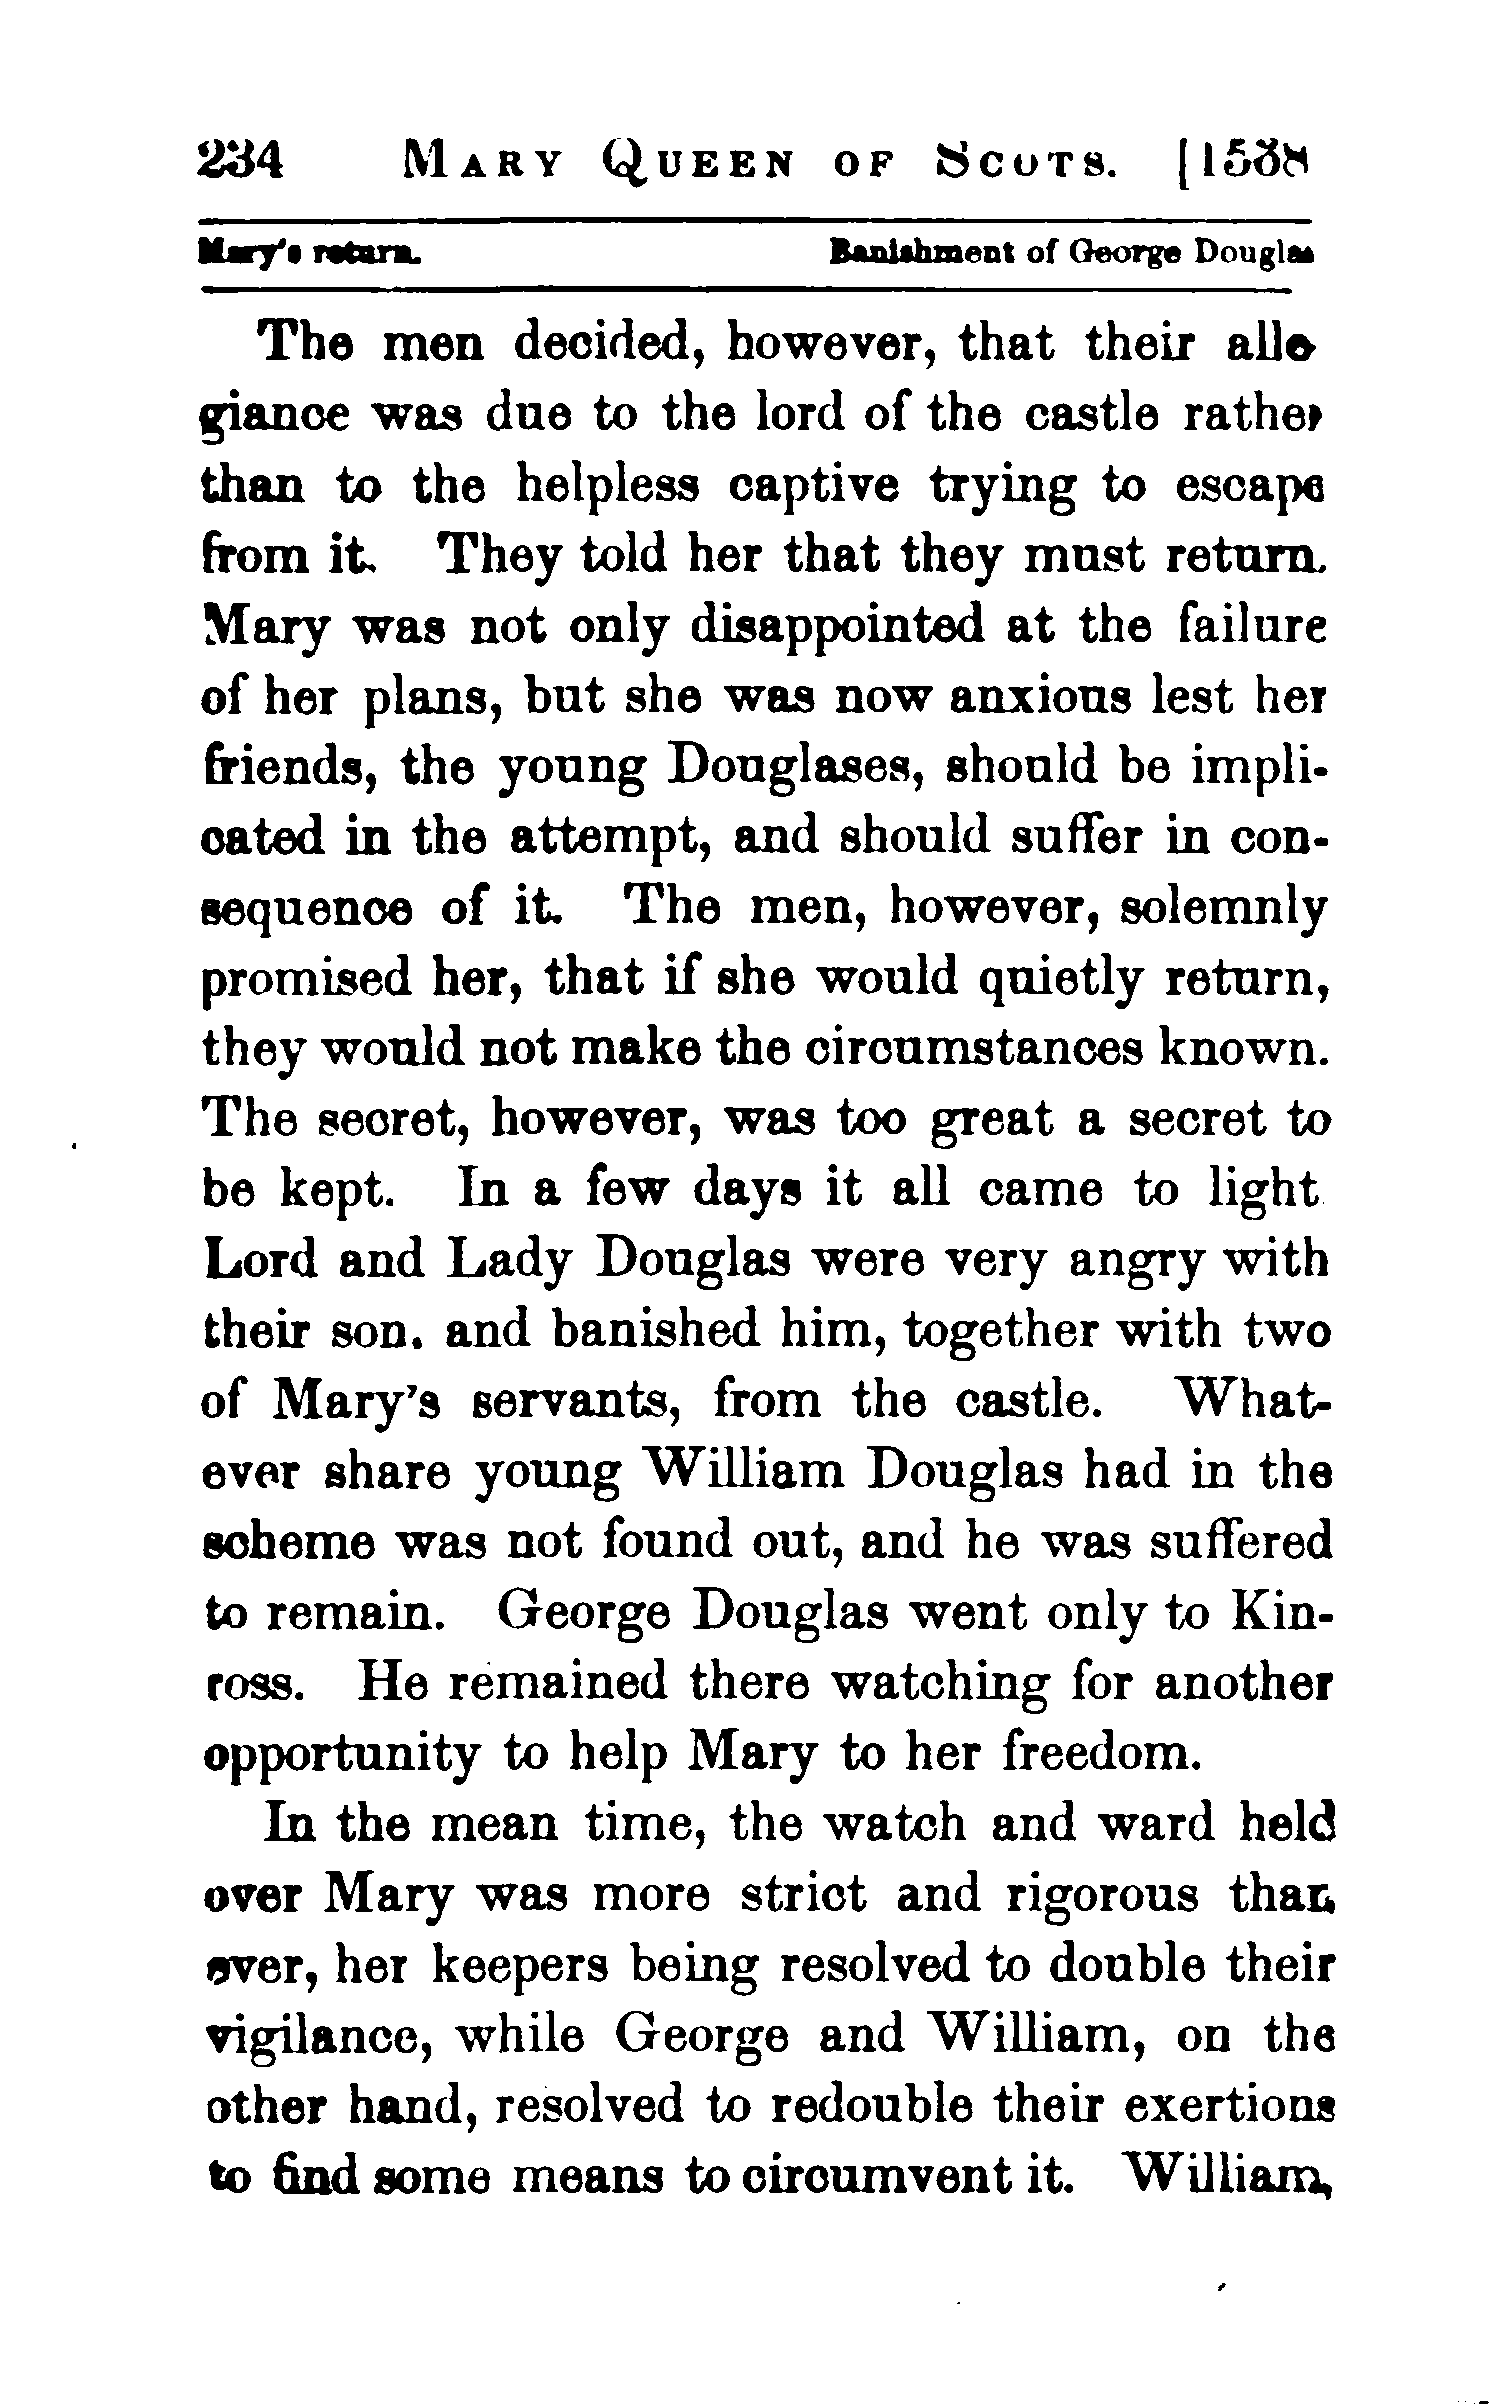 234 MARY QUEEN OF SCOTS. [1568
Mary's return. Banishment of George Douglas
The men decided, however, that their alle-
giance was due to the lord of the castle rather
than to the helpless captive trying to escape
from it. They told her that they must return.
Mary was not only disappointed at the failure
of her plans, but she was now anxious lest her
friends, the young Douglases, should be impli-
cated in the attempt, and should suffer in con-
sequence of it. The men, however, solemnly
promised her, that if she would quietly return,
they would not make the circumstances known.
The secret, however, was too great a secret to
be kept. In a few days it all came to light
Lord and Lady Douglas were very angry with
their son, and banished him, together with two
of Mary's servants, from the castle. What-
ever share young William Douglas had in the
scheme was not found out, and he was suffered
to remain. George Douglas went only to Kin-
ross. He remained there watching for another
opportunity to help Mary to her freedom.
In the mean time, the watch and ward held
over Mary was more strict and rigorous than
ever, her keepers being resolved to double their
vigilance, while George and William, on the
other hand, resolved to redouble their exertions
to find some means to circumvent it. William,